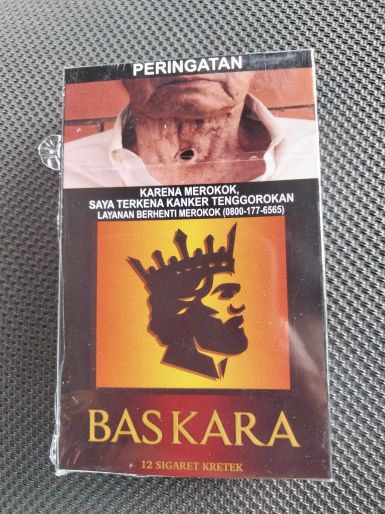 PERINGATAN
KARENA MEROKOK,
SAYA TERKENA KANKER TENGGOROKAN
LAYANAN BERHENTI MEROKOK (0800-177-6565)
BASKARA
12 SIGARET KRETEK